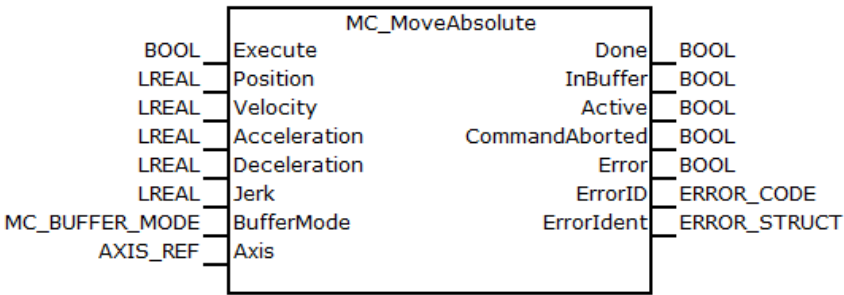 MC_MoveAbsolute
BOOL Execute Done BOOL
LREAL Position InBuffer BOOL
LREAL Velocity Active BOOL
LREAL Acceleration CommandAborted BOOL
LREAL Deceleration Error BOOL
LREAL Jerk ErrorID ERROR_CODE
MC_BUFFER_MODE BufferMode ErrorIdent ERROR_STRUCT
AXIS_REF Axis